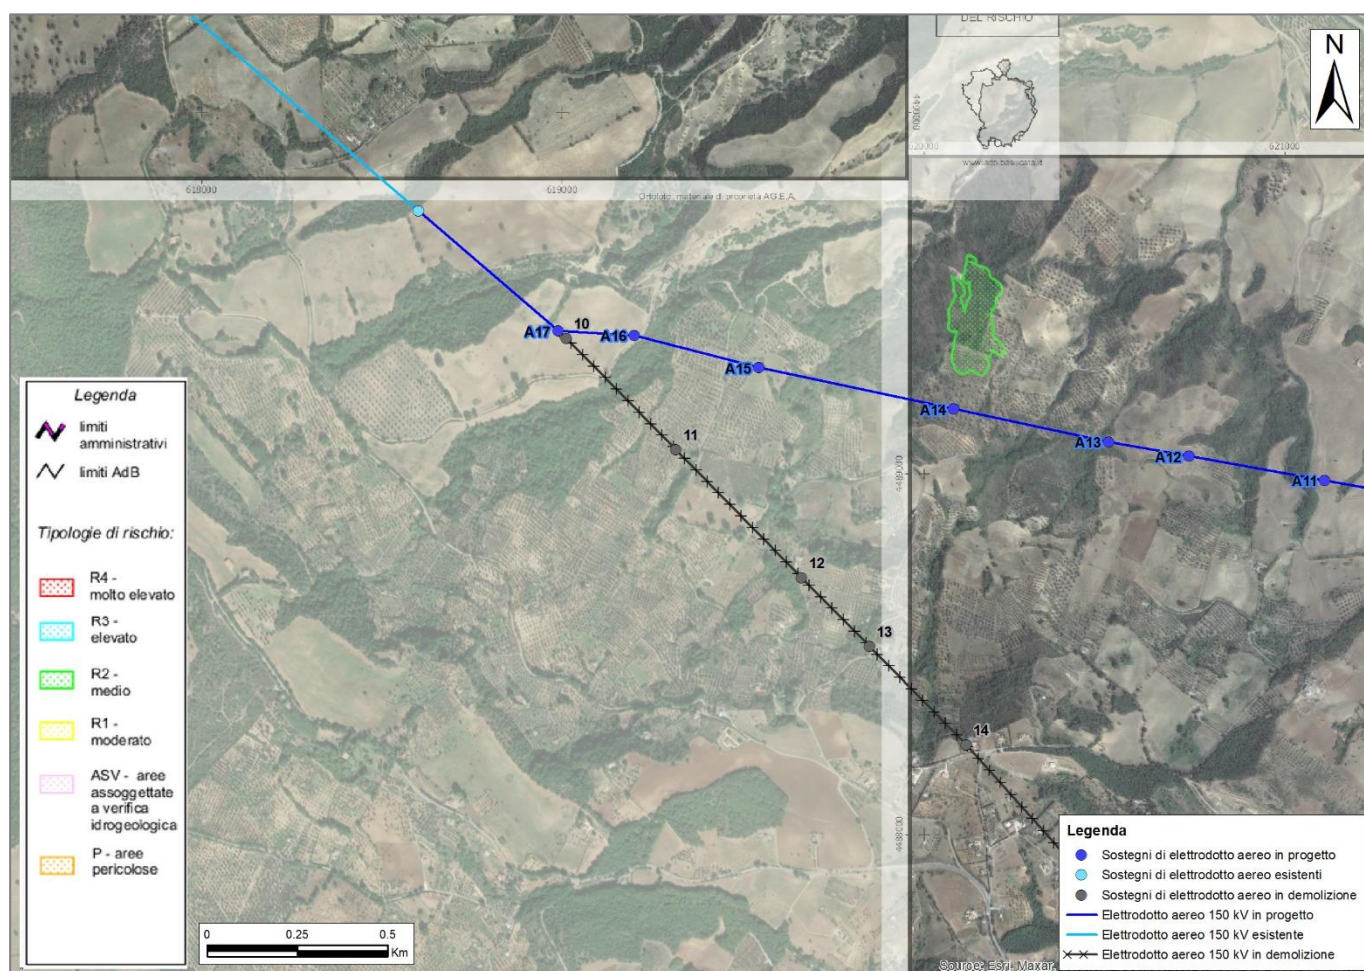 DEL RISCHIO
N
4490000
620000
621000
www.adb.basilicata.it
618000
619000
Ortofoto: materiale di proprietà AG.E.A.
A17
10
A16
A15
A14
A13
A12
A11
11
4489000
12
13
14
4488000
Legenda
limiti
amministrativi
limiti AdB
Tipologie di rischio:
R4 -
molto elevato
R3 -
elevato
R2 -
medio
R1 -
moderato
ASV - aree
assoggettate
a verifica
idrogeologica
P - aree
pericolose
0
0.25
0.5
Km
Legenda
Sostegni di elettrodotto aereo in progetto
Sostegni di elettrodotto aereo esistenti
Sostegni di elettrodotto aereo in demolizione
Elettrodotto aereo 150 kV in progetto
Elettrodotto aereo 150 kV esistente
Elettrodotto aereo 150 kV in demolizione
Source: Esri, Maxar,